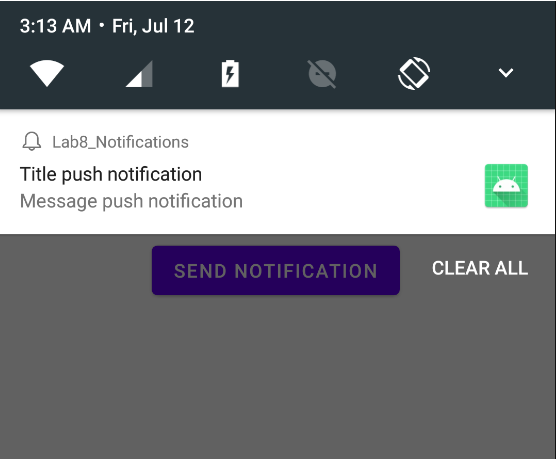 3:13 AM • Fri, Jul 12
Lab8_Notifications
Title push notification
Message push notification
SEND NOTIFICATION
CLEAR ALL